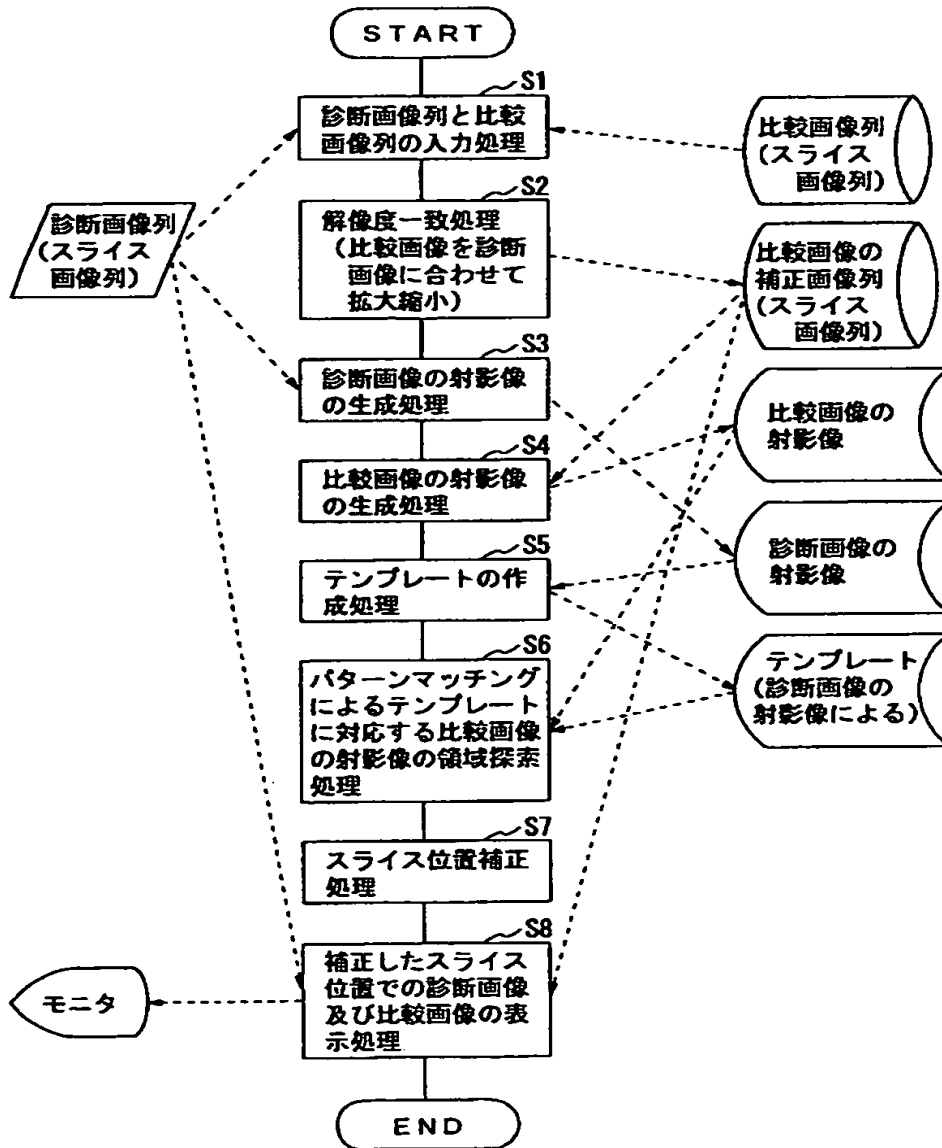 START
S1
診断画像列と比較
画像列の入力処理
比較画像列
(スライス
画像列)
診断画像列
(スライス
画像列)
S2
解像度一致処理
(比較画像を診断
画像に合わせて
拡大縮小)
比較画像の
補正画像列
(スライス
画像列)
S3
診断画像の射影像
の生成処理
比較画像の
射影像
S4
比較画像の射影像
の生成処理
S5
テンプレートの作
成処理
診断画像の
射影像
S6
パターンマッチング
によるテンプレート
に対応する比較画像
の射影像の領域探索
処理
テンプレート
(診断画像の
射影像による)
S7
スライス位置補正
処理
S8
補正したスライス
位置での診断画像
及び比較画像の表
示処理
モニタ
END